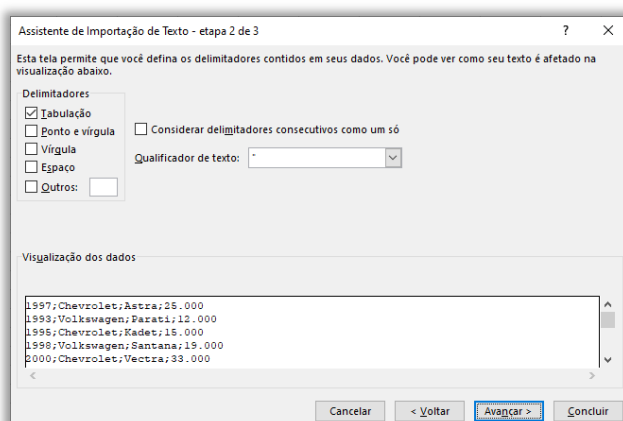 Assistente de Importação de Texto - etapa 2 de 3
?
Esta tela permite que você defina os delimitadores contidos em seus dados. Você pode ver como seu texto é afetado na
visualização abaixo.
Delimitadores
Tabulação
Ponto e vírgula
Vírgula
Espaço
Outros:
Considerar delimitadores consecutivos como um só
Qualificador de texto: "
Visualização dos dados
1997;Chevrolet;Astra;25.000
1993;Volkswagen;Parati;12.000
1995;Chevrolet;Kadet;15.000
1998;Volkswagen;Santana;19.000
2000;Chevrolet;Vectra;33.000
Cancelar
< Voltar
Avançar >
Concluir